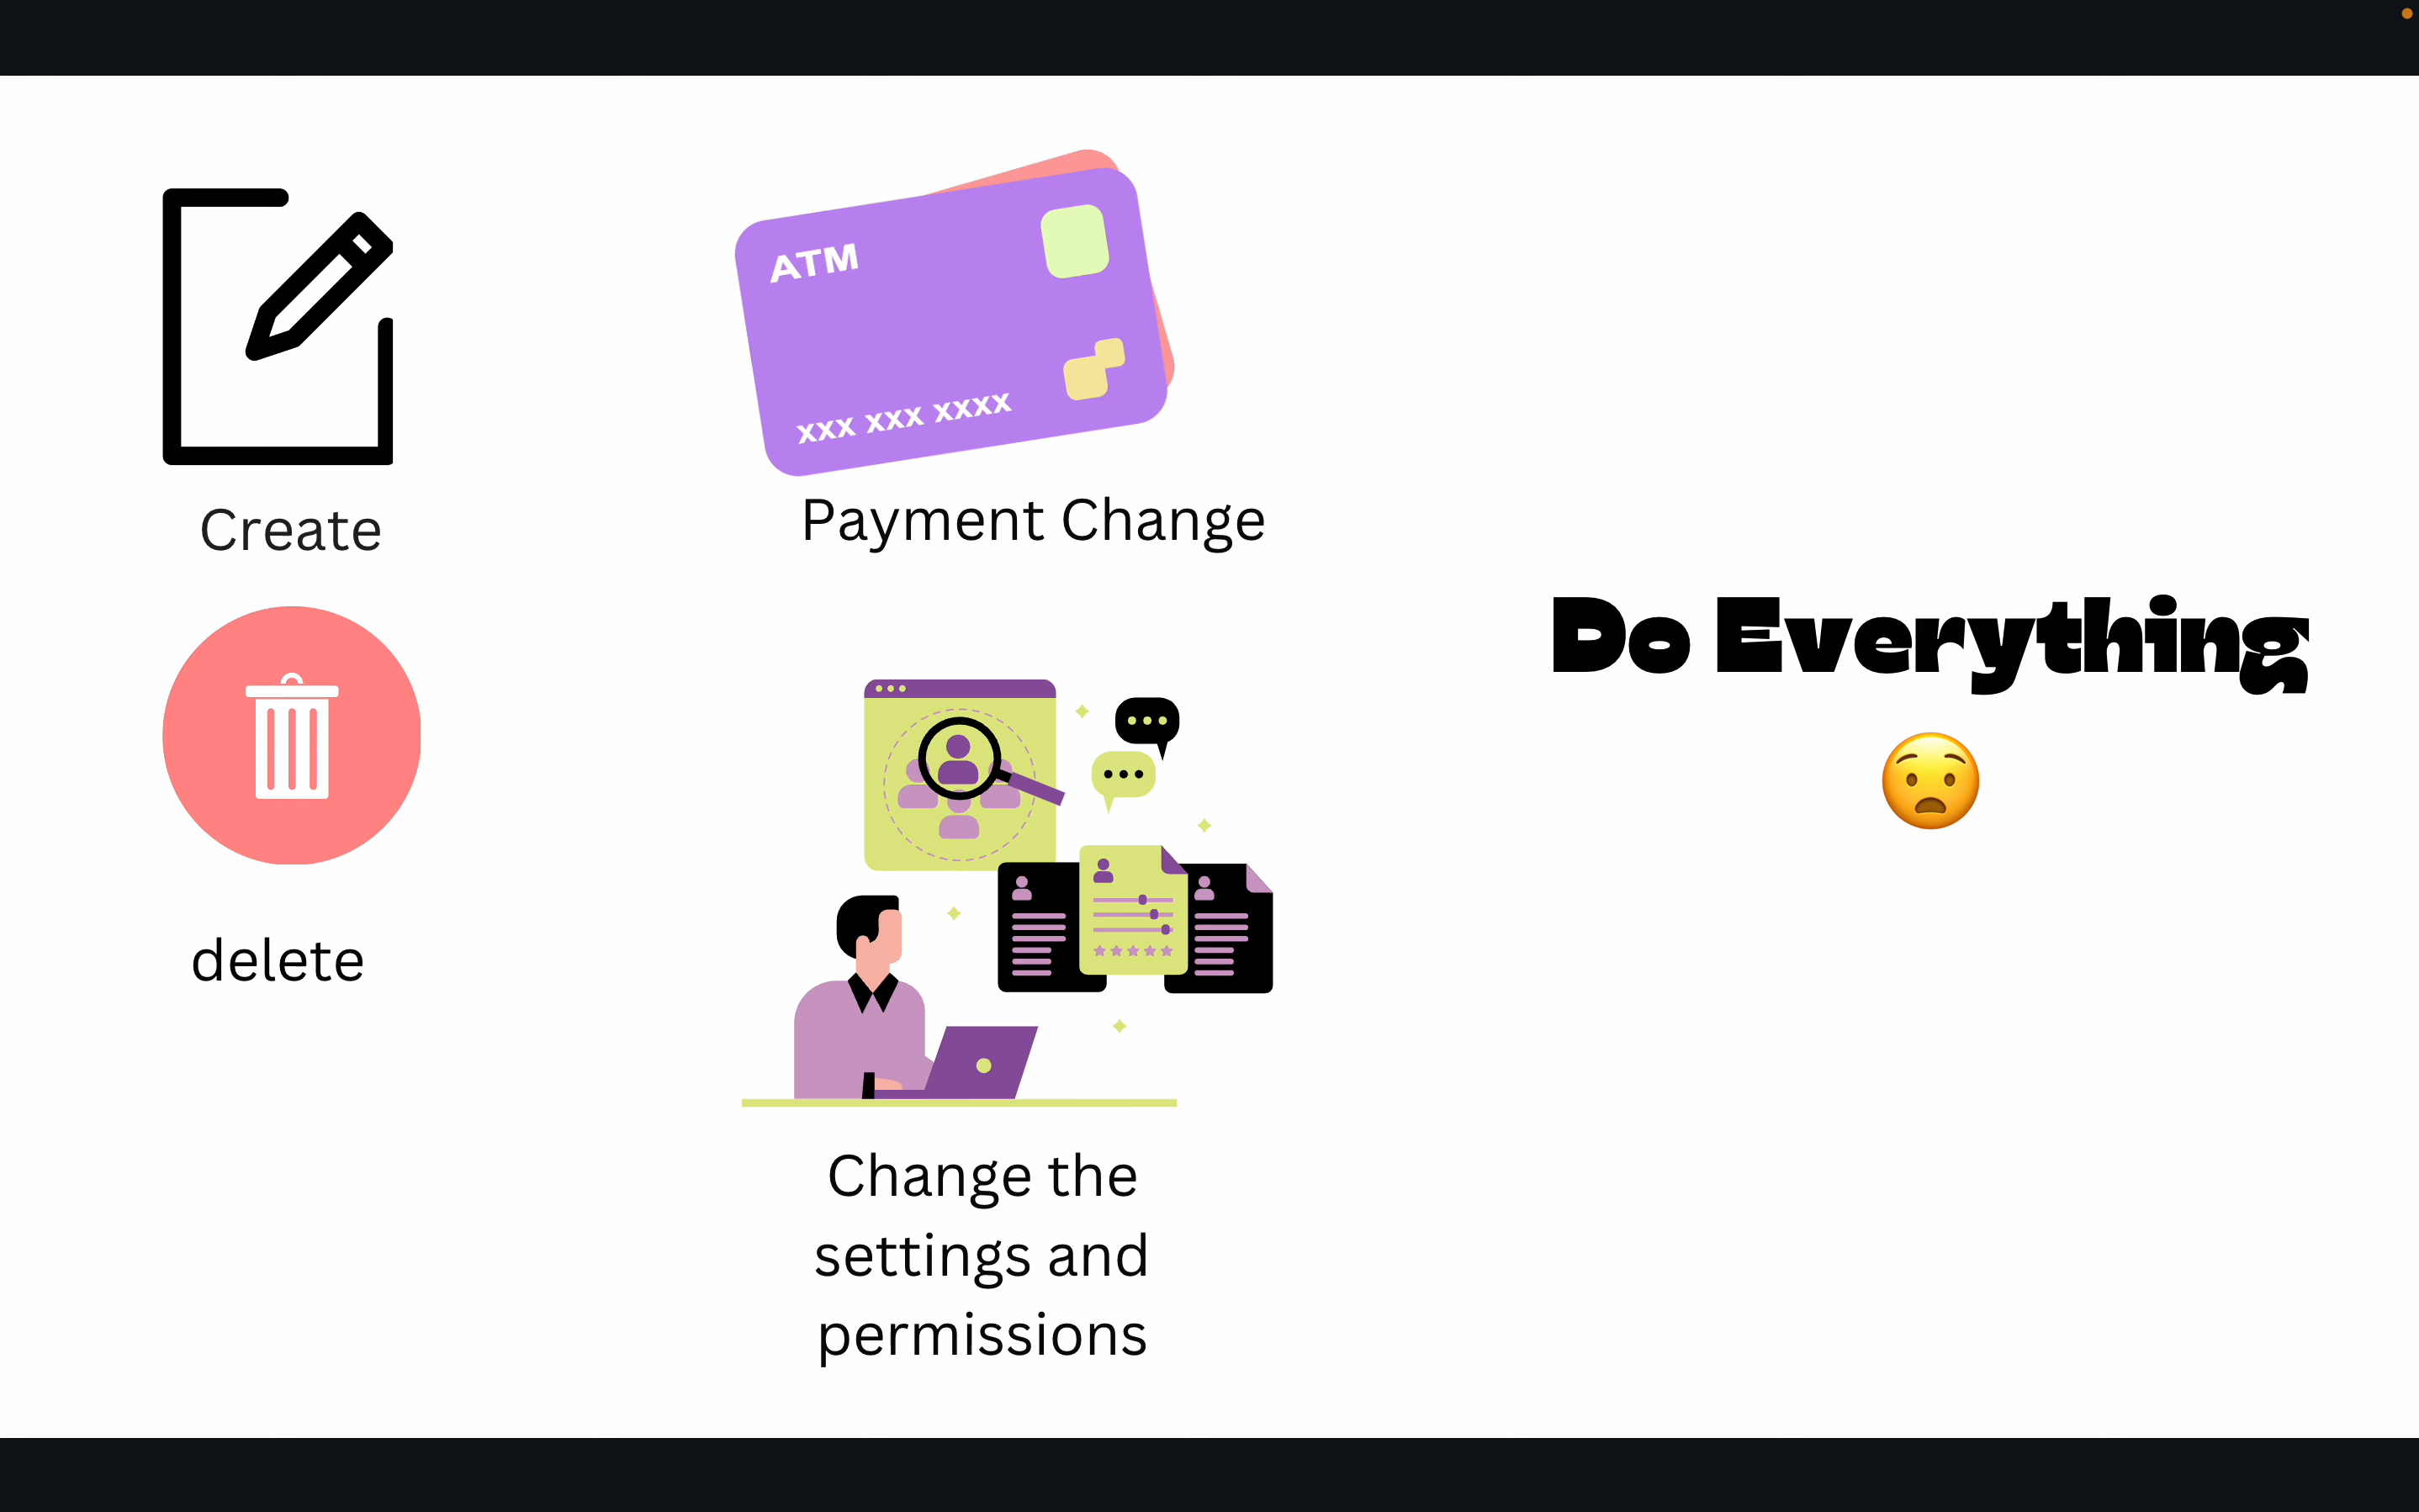 ATM
xxx xxx xxxx
Create
Payment Change
delete
Do Everything
Change the
settings and
permissions